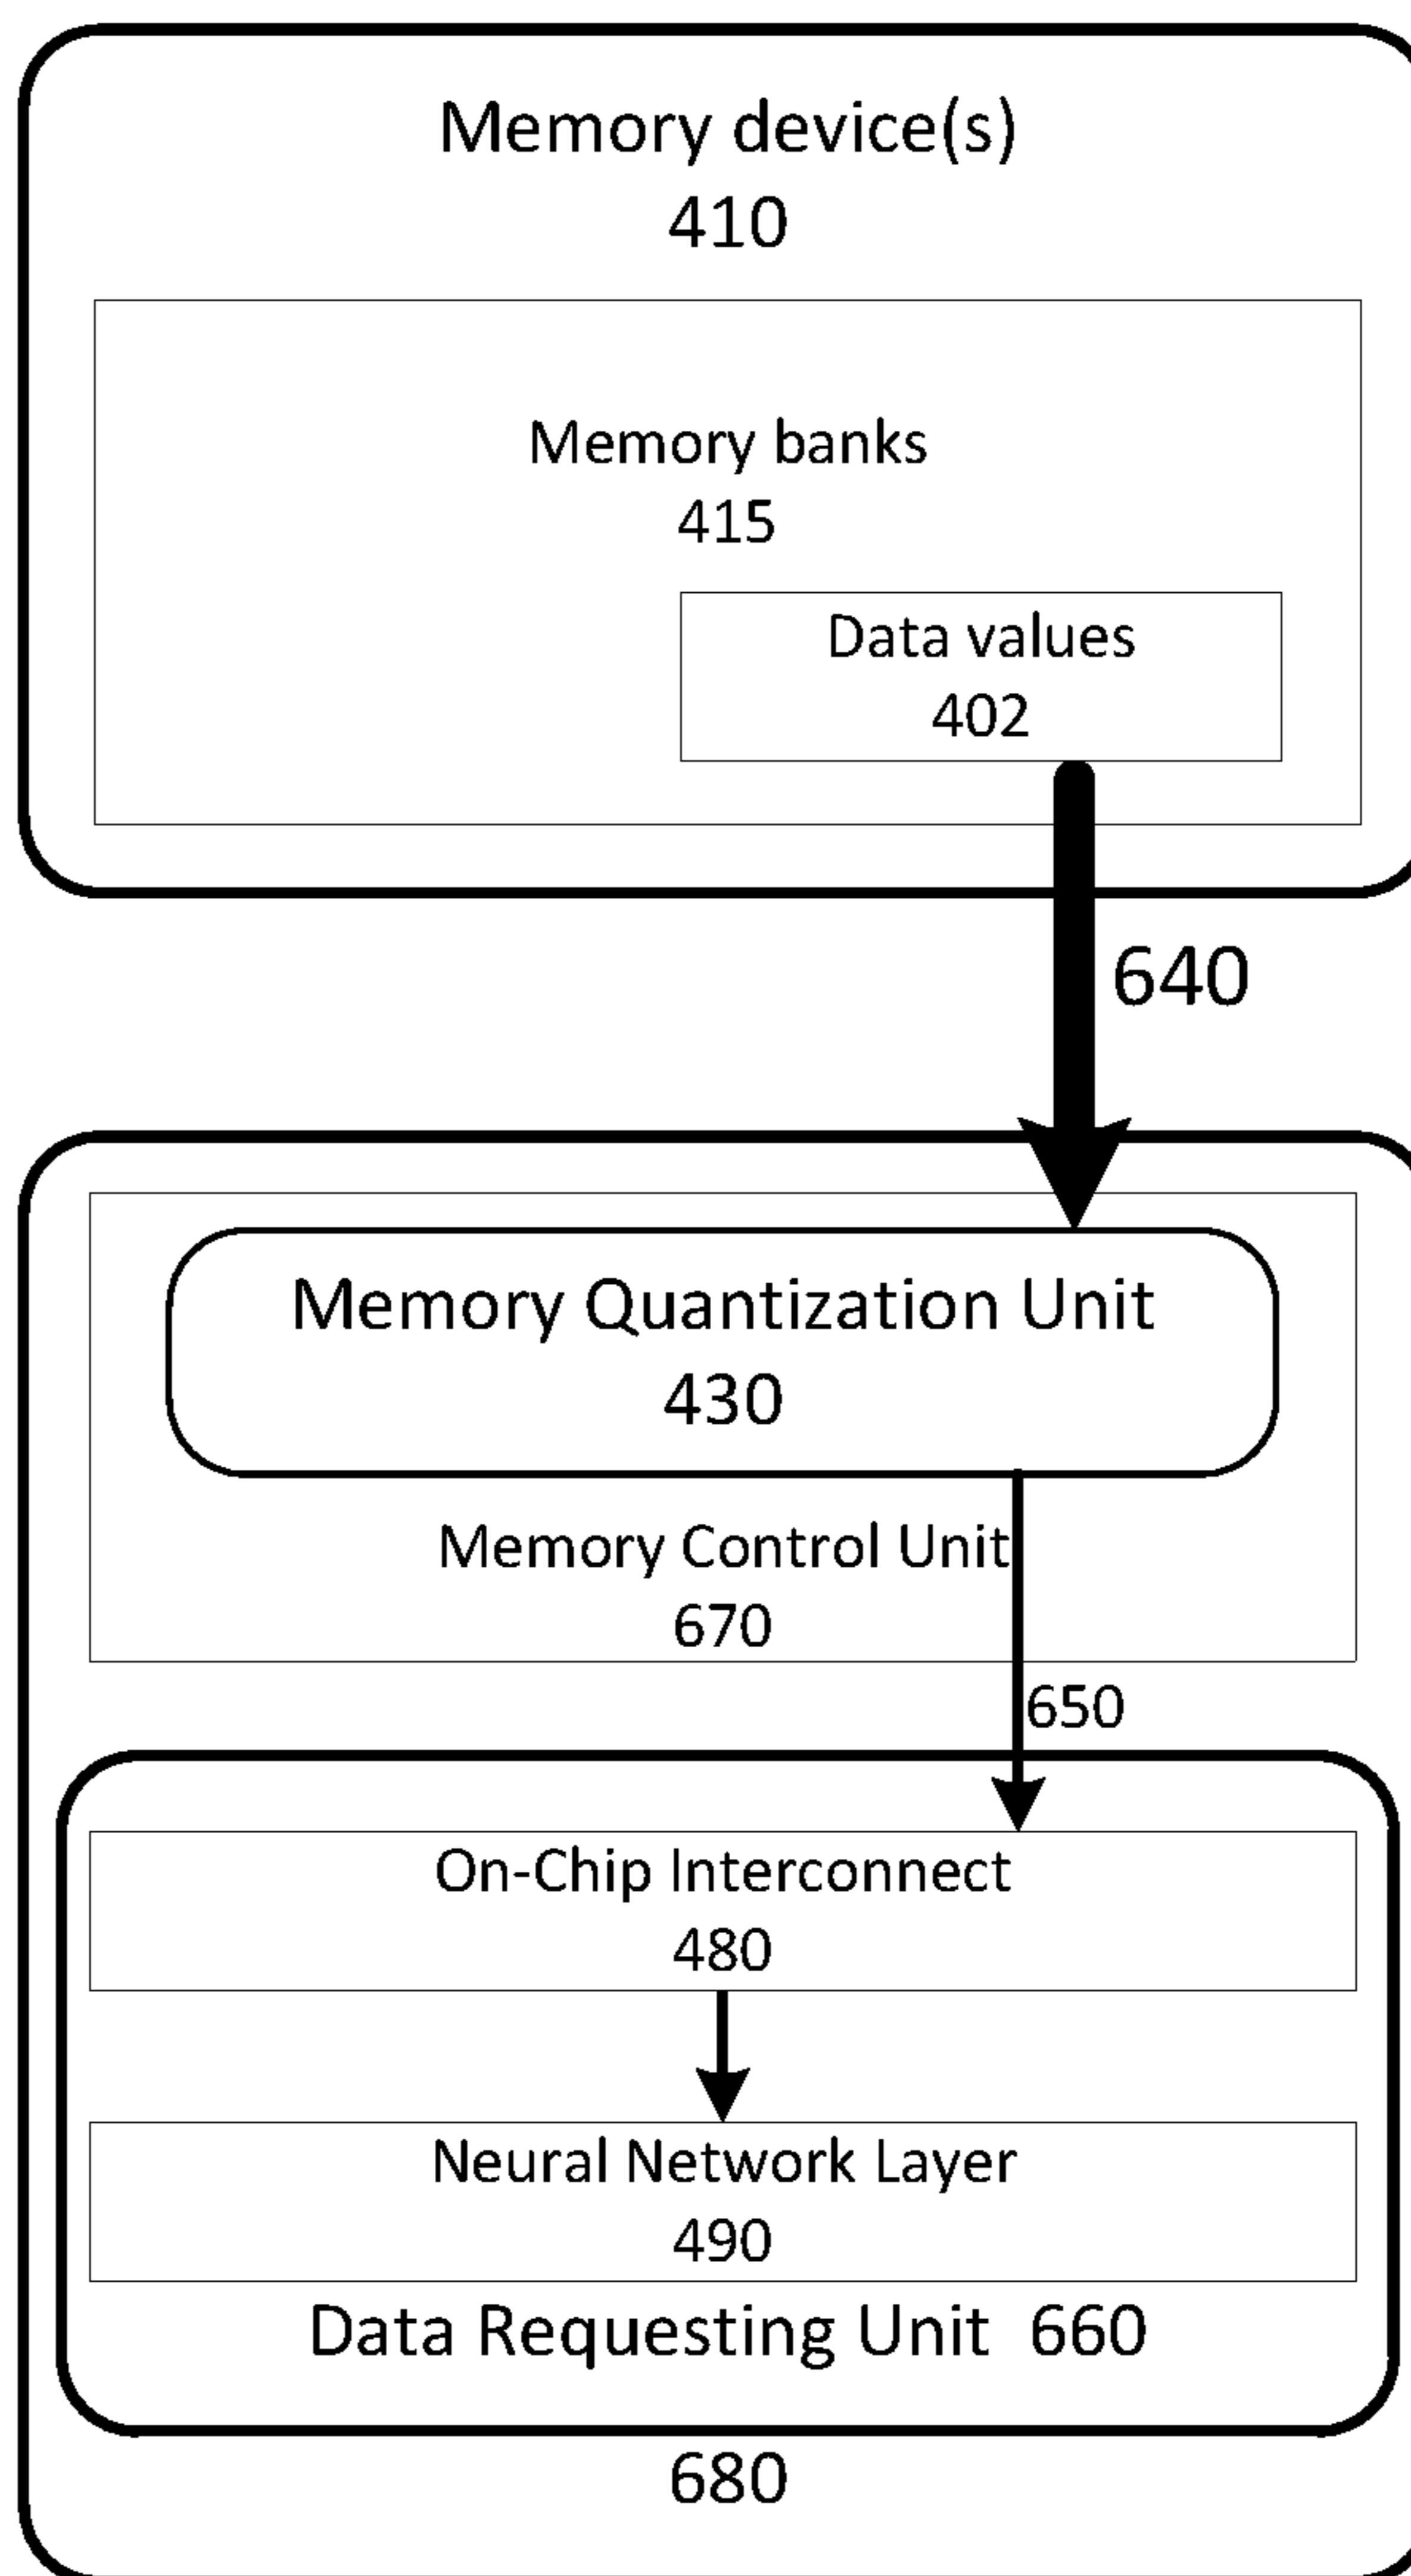 Memory device(s)
410
Memory banks
415
Data values
402
640
Memory Quantization Unit
430
Memory Control Unit
670
650
On-Chip Interconnect
480
Neural Network Layer
490
Data Requesting Unit 660
680